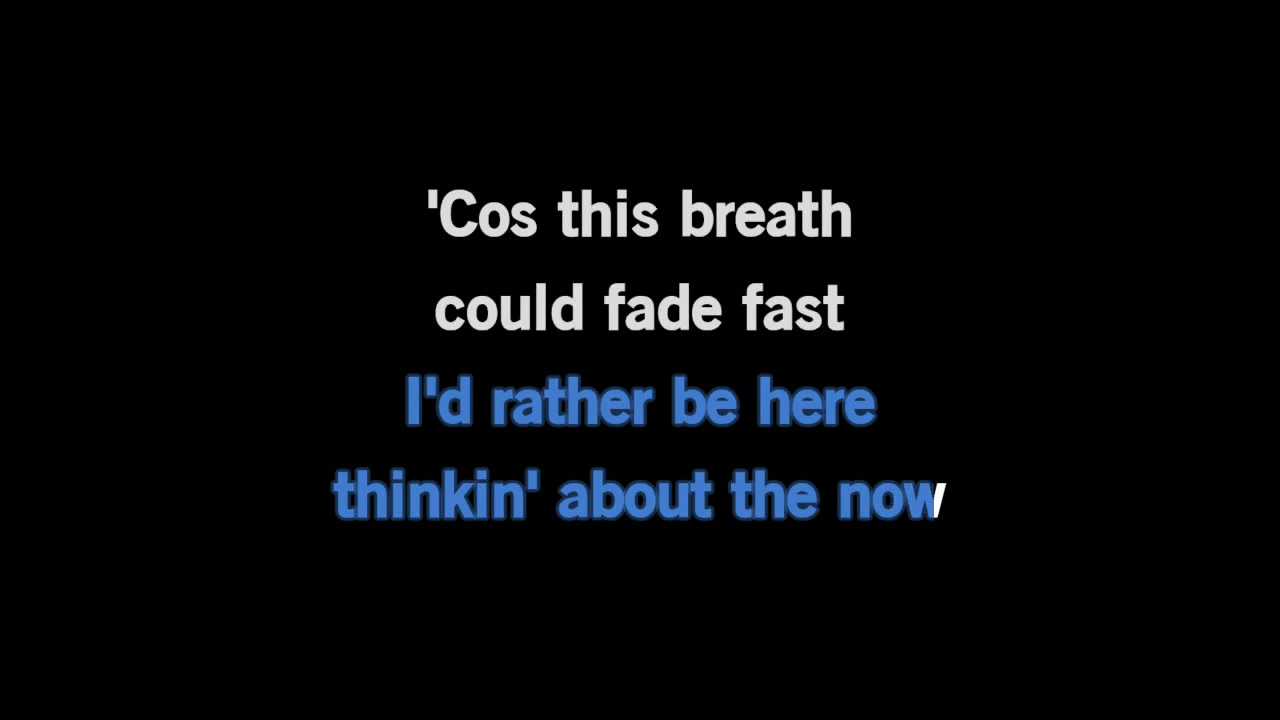 'Cos this breath
could fade fast
I'd rather be here
thinkin' about the now